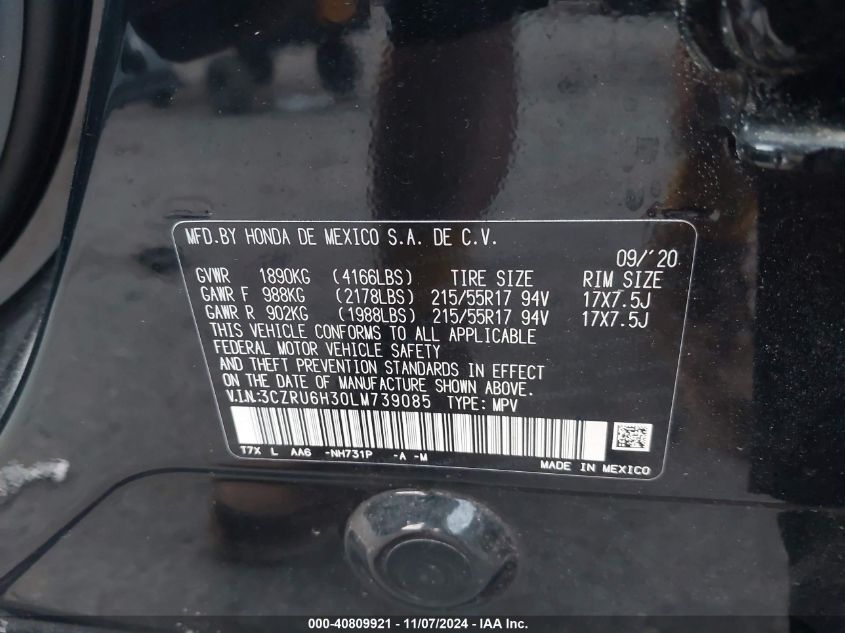 MFD.BY HONDA DE MEXICO S.A. DE C.V.
09/'20
GVWR 1890KG (4166LBS) TIRE SIZE RIM SIZE
GAWR F 988KG (2178LBS) 215/55R17 94V 17X7.5J
GAWR R 902KG (1988LBS) 215/55R17 94V 17X7.5J
THIS VEHICLE CONFORMS TO ALL APPLICABLE
FEDERAL MOTOR VEHICLE SAFETY
AND THEFT PREVENTION STANDARDS IN EFFECT
ON THE DATE OF MANUFACTURE SHOWN ABOVE.
V.I.N:3CZRU6H30LM739085 TYPE: MPV
T7X L AA6 -NH731P -A -M
MADE IN MEXICO
000-40809921 - 11/07/2024 - IAA Inc.